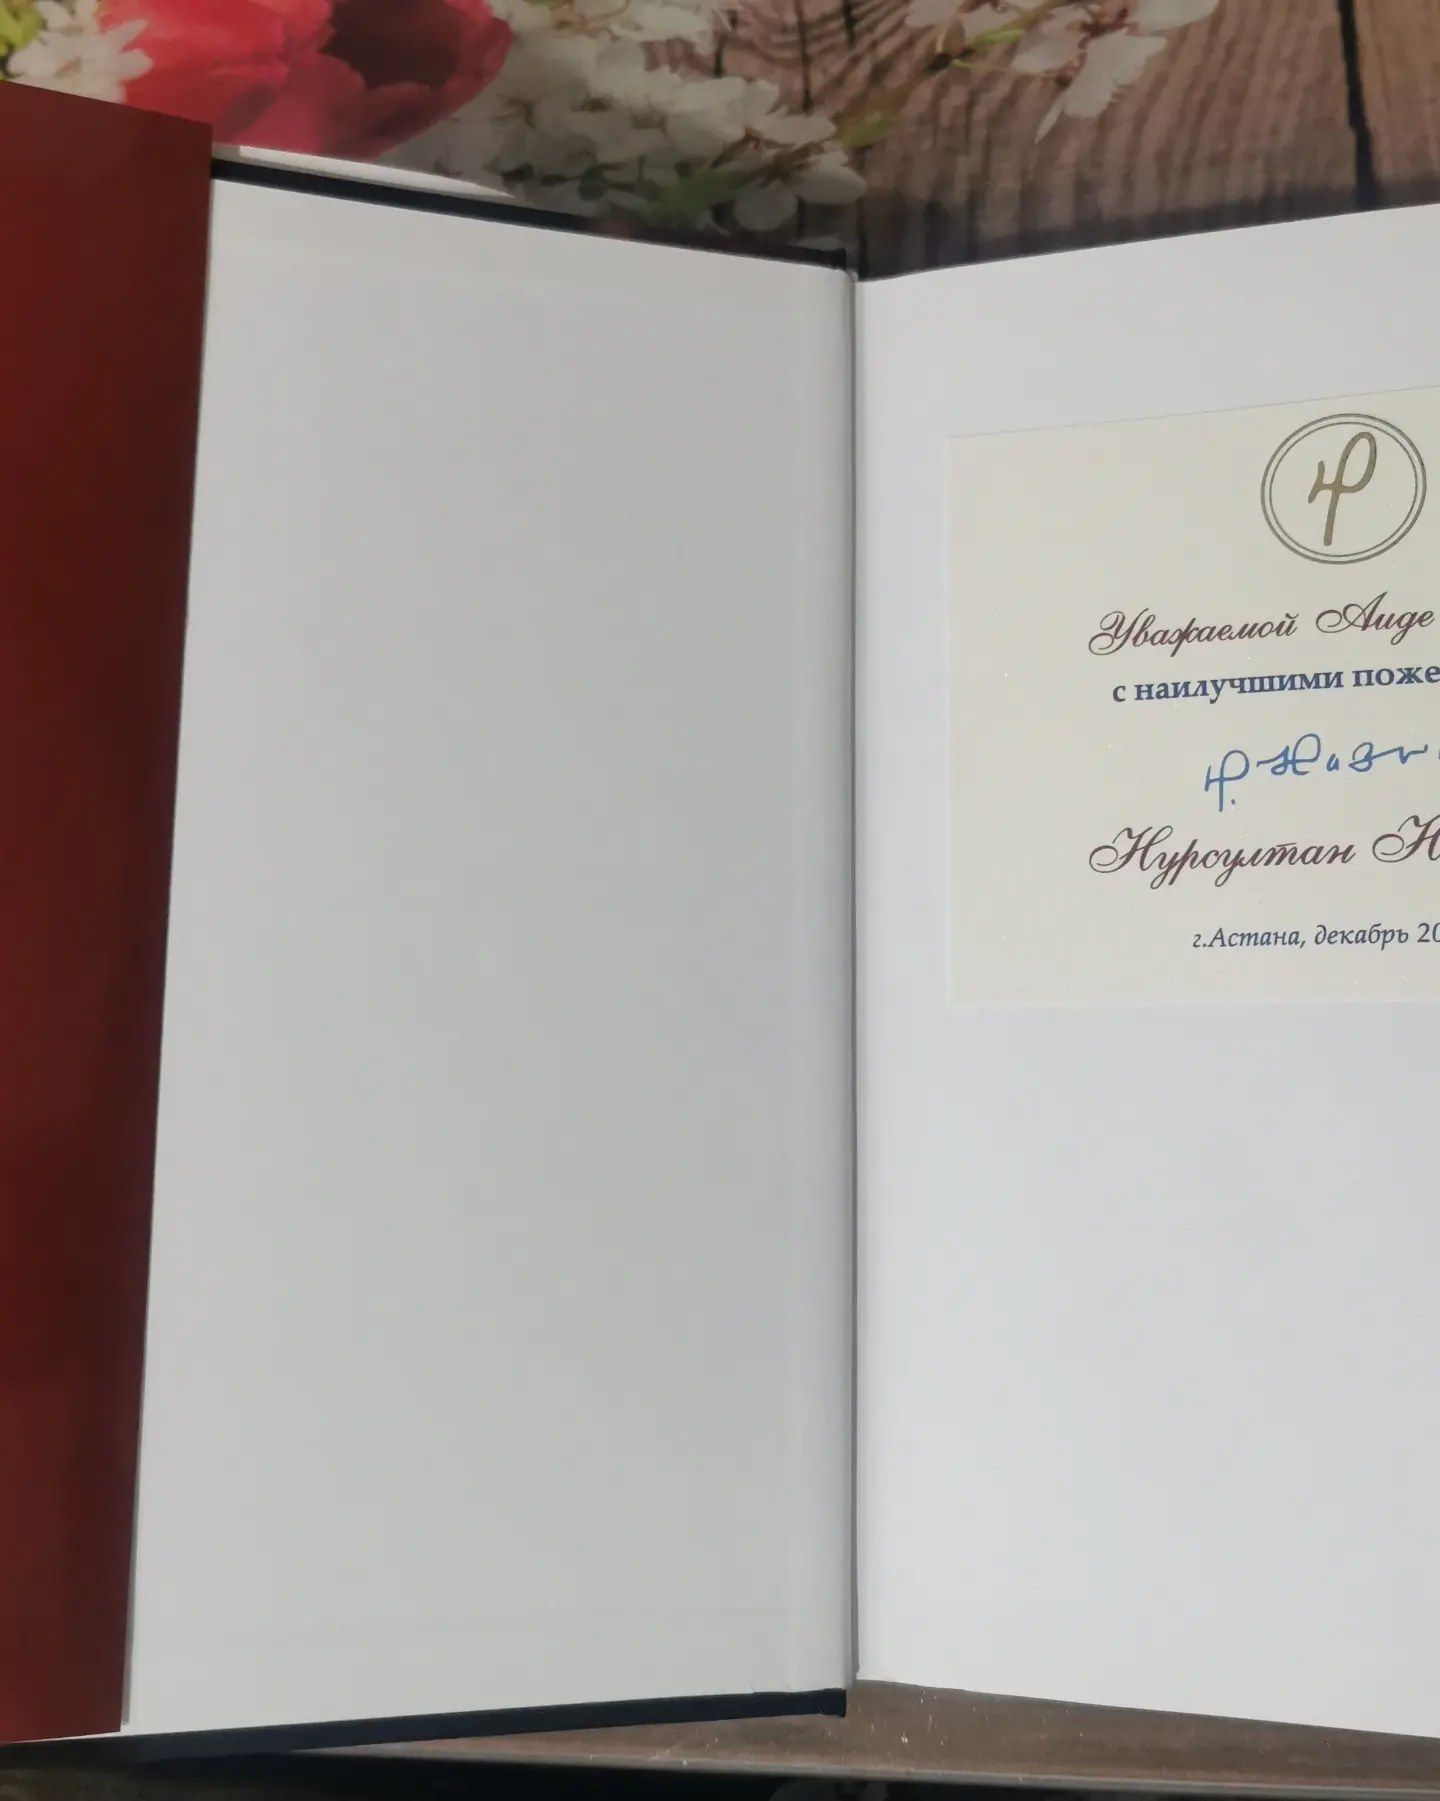 Уважаемой Аиде
с наилучшими поже
Нурсултан Н
г.Астана, декабрь 20